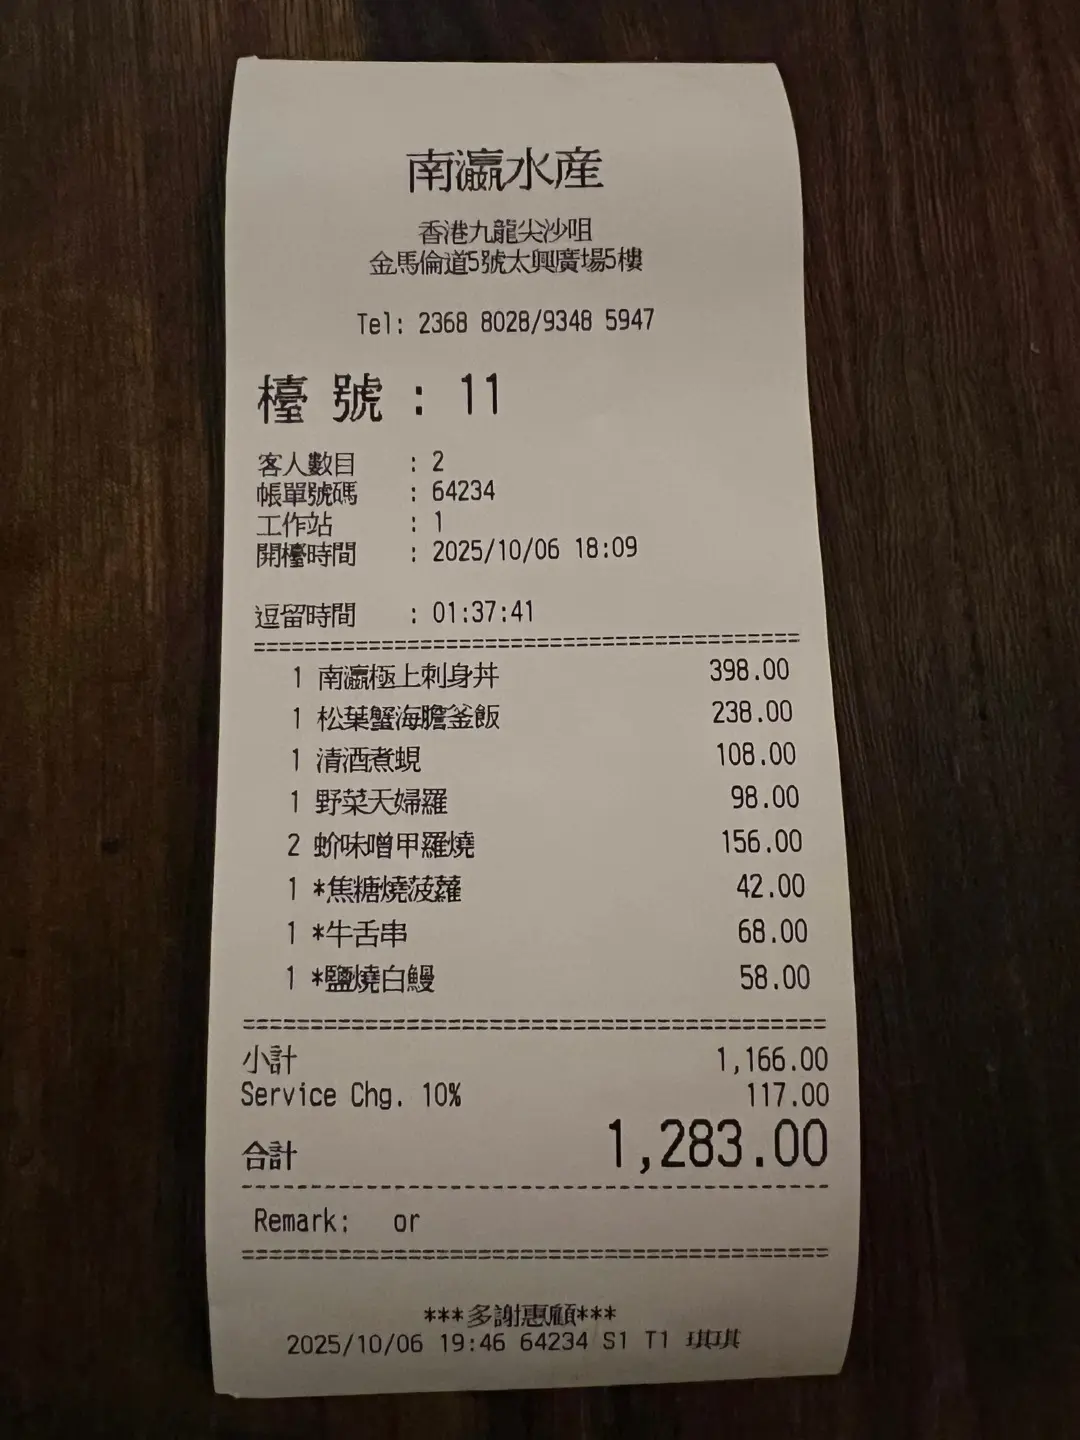 南瀛水産
香港九龍尖沙咀
金馬倫道5號太興廣場5樓
Tel: 2368 8028/9348 5947
檯 號 : 11
客人數目 : 2
帳單號碼 : 64234
工作站 : 1
開檯時間 : 2025/10/06 18:09
逗留時間 : 01:37:41
1 南瀛極上刺身丼 398.00
1 松葉蟹海膽釜飯 238.00
1 清酒煮蜆 108.00
1 野菜天婦羅 98.00
2 蚧味噌甲羅燒 156.00
1 *焦糖燒菠蘿 42.00
1 *牛舌串 68.00
1 *鹽燒白鰻 58.00
小計 1,166.00
Service Chg. 10% 117.00
合計 1,283.00
Remark: or
***多謝惠顧***
2025/10/06 19:46 64234 S1 T1 琪琪